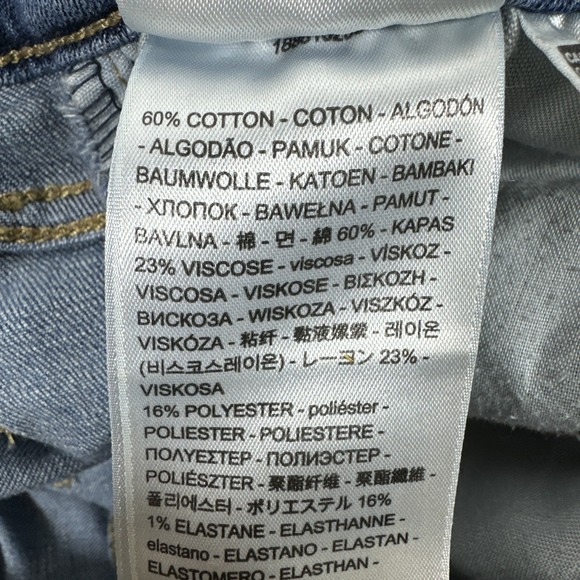 60% COTTON - COTON - ALGODÓN
- ALGODÃO - PAMUK - COTONE -
BAUMWOLLE - KATOEN - BAMBAKI
- ХЛОПОК - BAWEŁNA - PAMUT -
BAVLNA - 棉 - 면 - 綿 60% - KAPAS
23% VISCOSE - viscosa - VİSKOZ -
VISCOSA - VISKOSE - ΒΙΣΚΟΖΗ -
ВИСКОЗА - WISKOZA - VISZKÓZ -
VISKÓZA - 粘纤 - 黏液嫘縈 - 레이온
(비스코스레이온) - レーヨン 23% -
VISKOSA
16% POLYESTER - poliéster -
POLIESTER - POLIESTERE -
ΠΟΛΥΕΣΤΕΡ - ПОЛИЭСТЕР -
POLIÉSZTER - 聚酯纤维 - 聚酯纖維 -
폴리에스터 - ポリエステル 16%
1% ELASTANE - ELASTHANNE -
elastano - ELASTANO - ELASTAN -
ELASTOMERO - ELASTHAN -